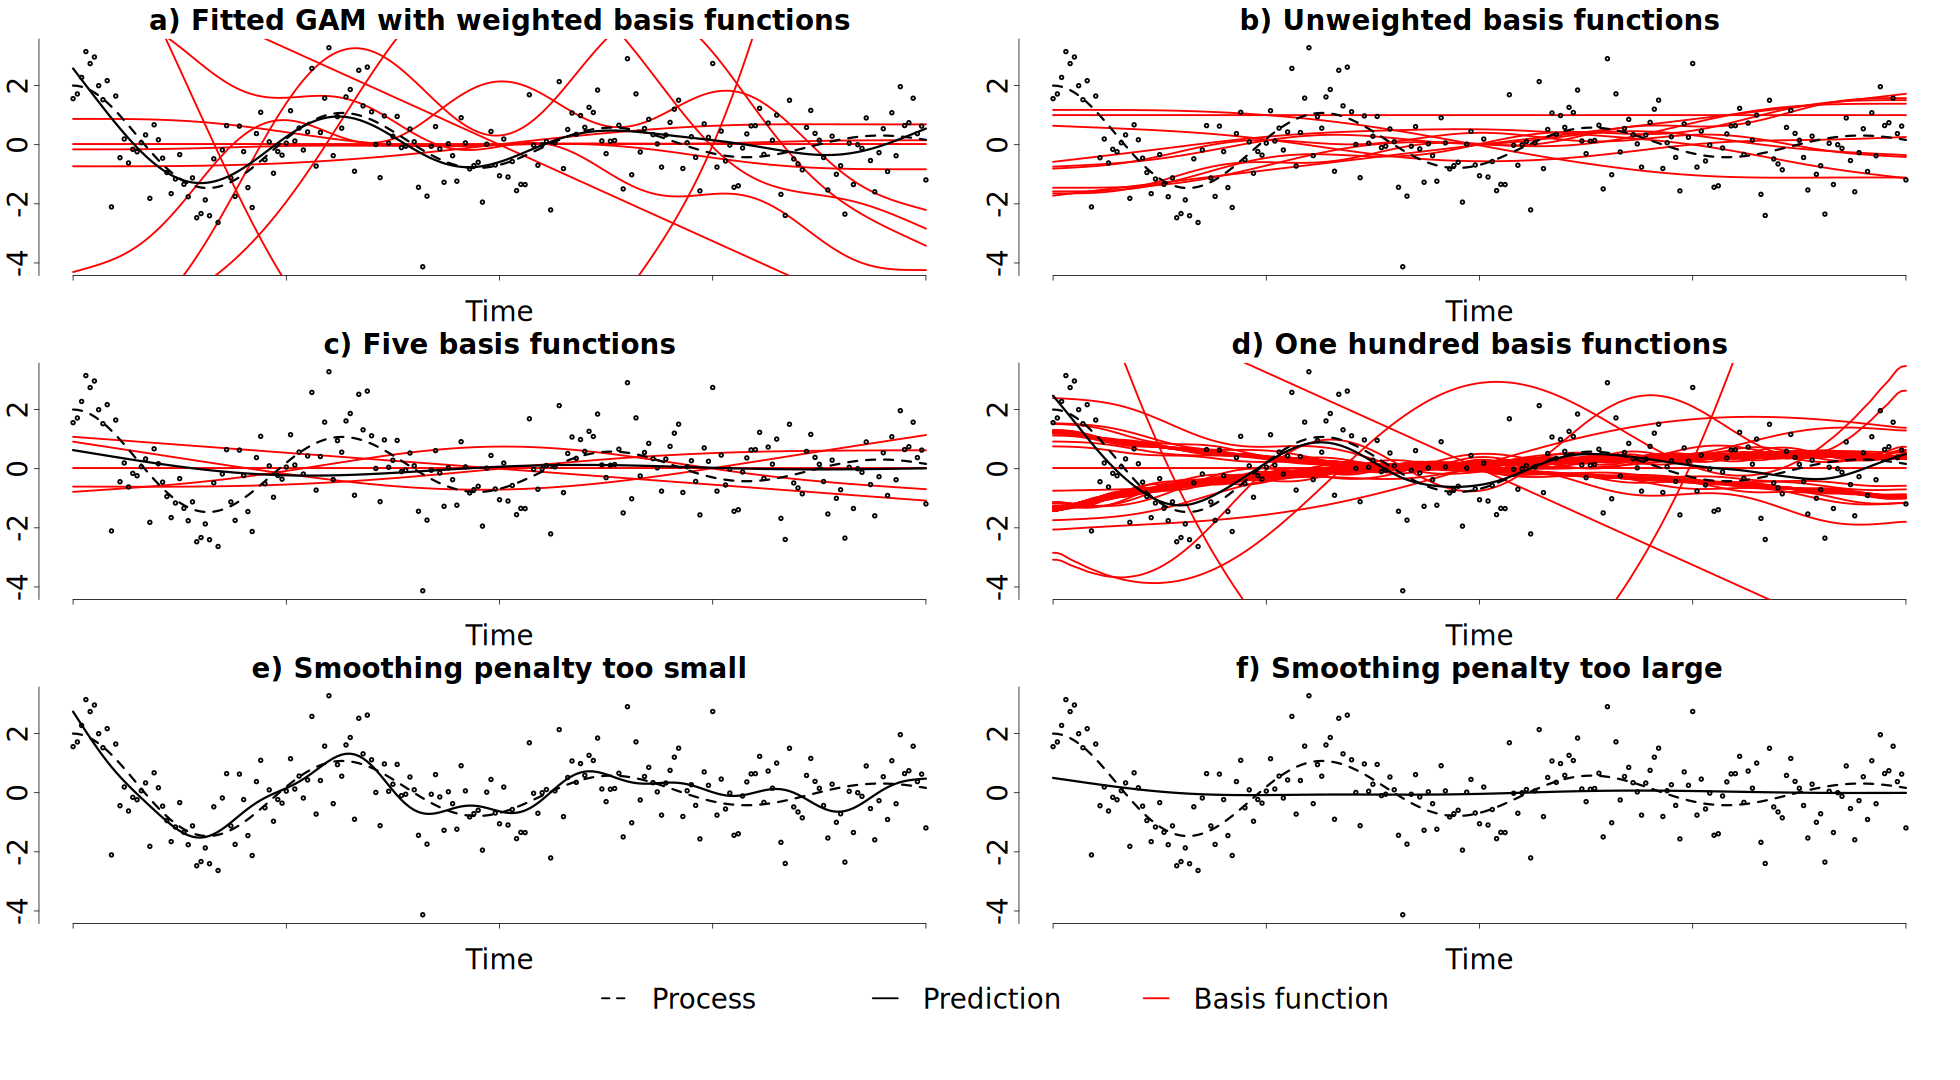 a) Fitted GAM with weighted basis functions
2
0
-2
-4
Time
b) Unweighted basis functions
2
0
-2
-4
Time
c) Five basis functions
2
0
-2
-4
Time
d) One hundred basis functions
2
0
-2
-4
Time
e) Smoothing penalty too small
2
0
-2
-4
Time
f) Smoothing penalty too large
2
0
-2
-4
Time
Process Prediction Basis function